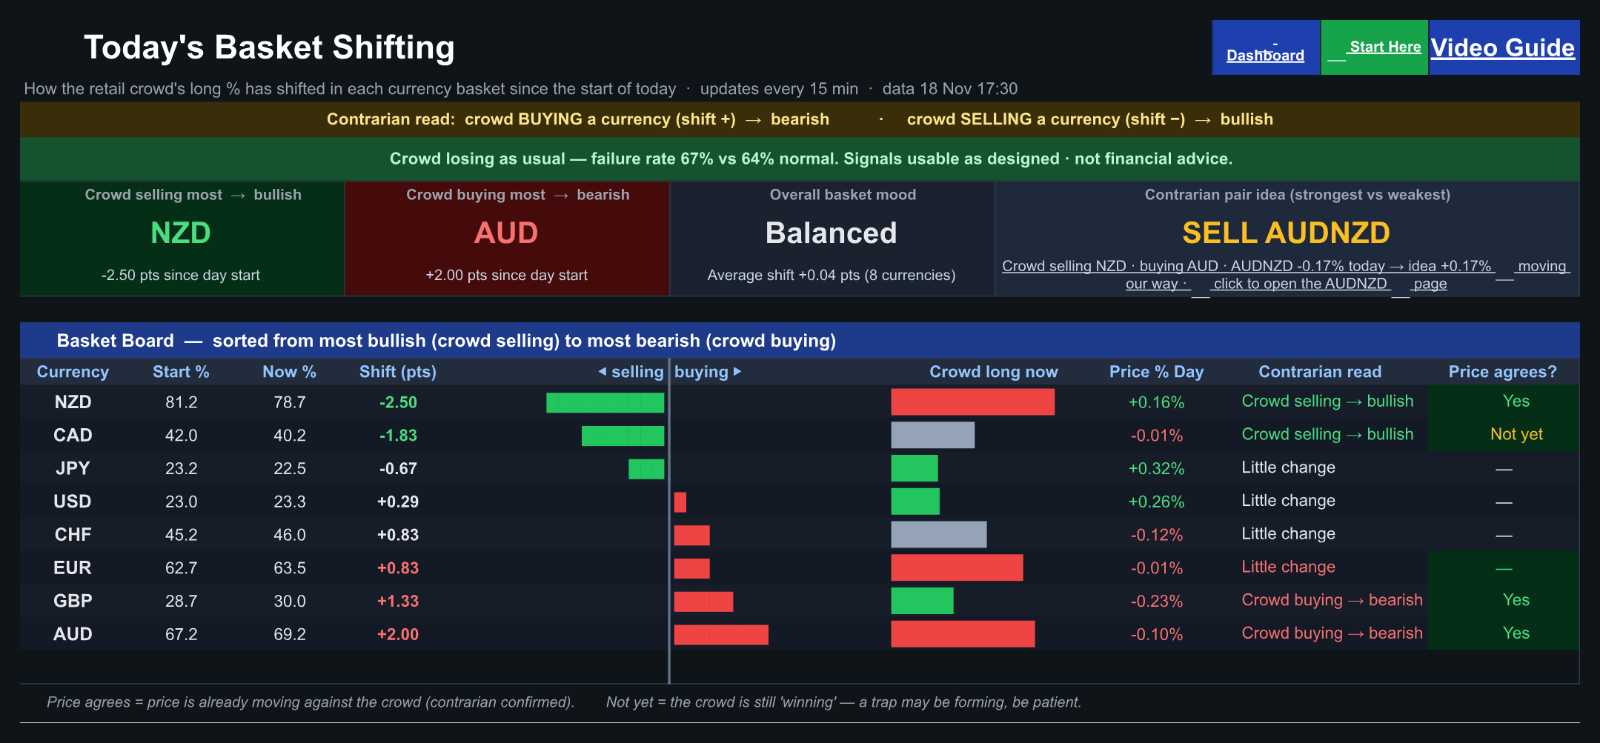 Today's Basket Shifting
Dashboard
Start Here
Video Guide
How the retail crowd's long % has shifted in each currency basket since the start of today · updates every 15 min · data 18 Nov 17:30
Contrarian read: crowd BUYING a currency (shift +) → bearish · crowd SELLING a currency (shift −) → bullish
Crowd losing as usual — failure rate 67% vs 64% normal. Signals usable as designed · not financial advice.
Crowd selling most → bullish
NZD
-2.50 pts since day start
Crowd buying most → bearish
AUD
+2.00 pts since day start
Overall basket mood
Balanced
Average shift +0.04 pts (8 currencies)
Contrarian pair idea (strongest vs weakest)
SELL AUDNZD
Crowd selling NZD · buying AUD · AUDNZD -0.17% today → idea +0.17% __ moving
our way · __ click to open the AUDNZD __ page
Basket Board — sorted from most bullish (crowd selling) to most bearish (crowd buying)
Currency Start % Now % Shift (pts) ◄ selling buying ► Crowd long now Price % Day Contrarian read Price agrees?
NZD 81.2 78.7 -2.50 +0.16% Crowd selling → bullish Yes
CAD 42.0 40.2 -1.83 -0.01% Crowd selling → bullish Not yet
JPY 23.2 22.5 -0.67 +0.32% Little change —
USD 23.0 23.3 +0.29 +0.26% Little change —
CHF 45.2 46.0 +0.83 -0.12% Little change —
EUR 62.7 63.5 +0.83 -0.01% Little change —
GBP 28.7 30.0 +1.33 -0.23% Crowd buying → bearish Yes
AUD 67.2 69.2 +2.00 -0.10% Crowd buying → bearish Yes
Price agrees = price is already moving against the crowd (contrarian confirmed). Not yet = the crowd is still 'winning' — a trap may be forming, be patient.